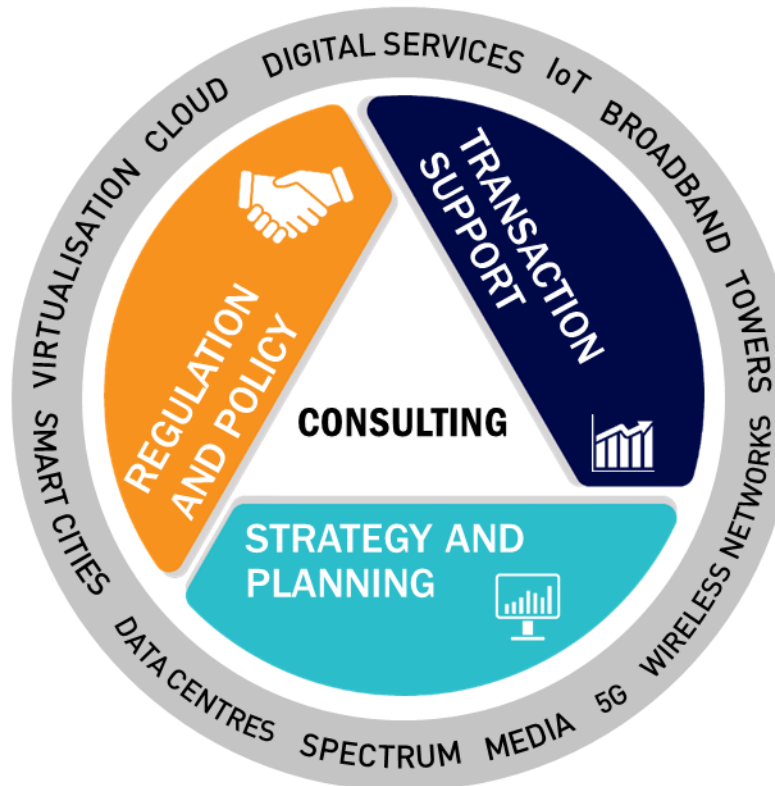 DIGITAL SERVICES
IoT
BROADBAND
TOWERS
WIRELESS NETWORKS
5G
MEDIA
SPECTRUM
DATA CENTRES
SMART CITIES
VIRTUALISATION
CLOUD
TRANSACTION
SUPPORT
REGULATION
AND POLICY
CONSULTING
STRATEGY AND
PLANNING